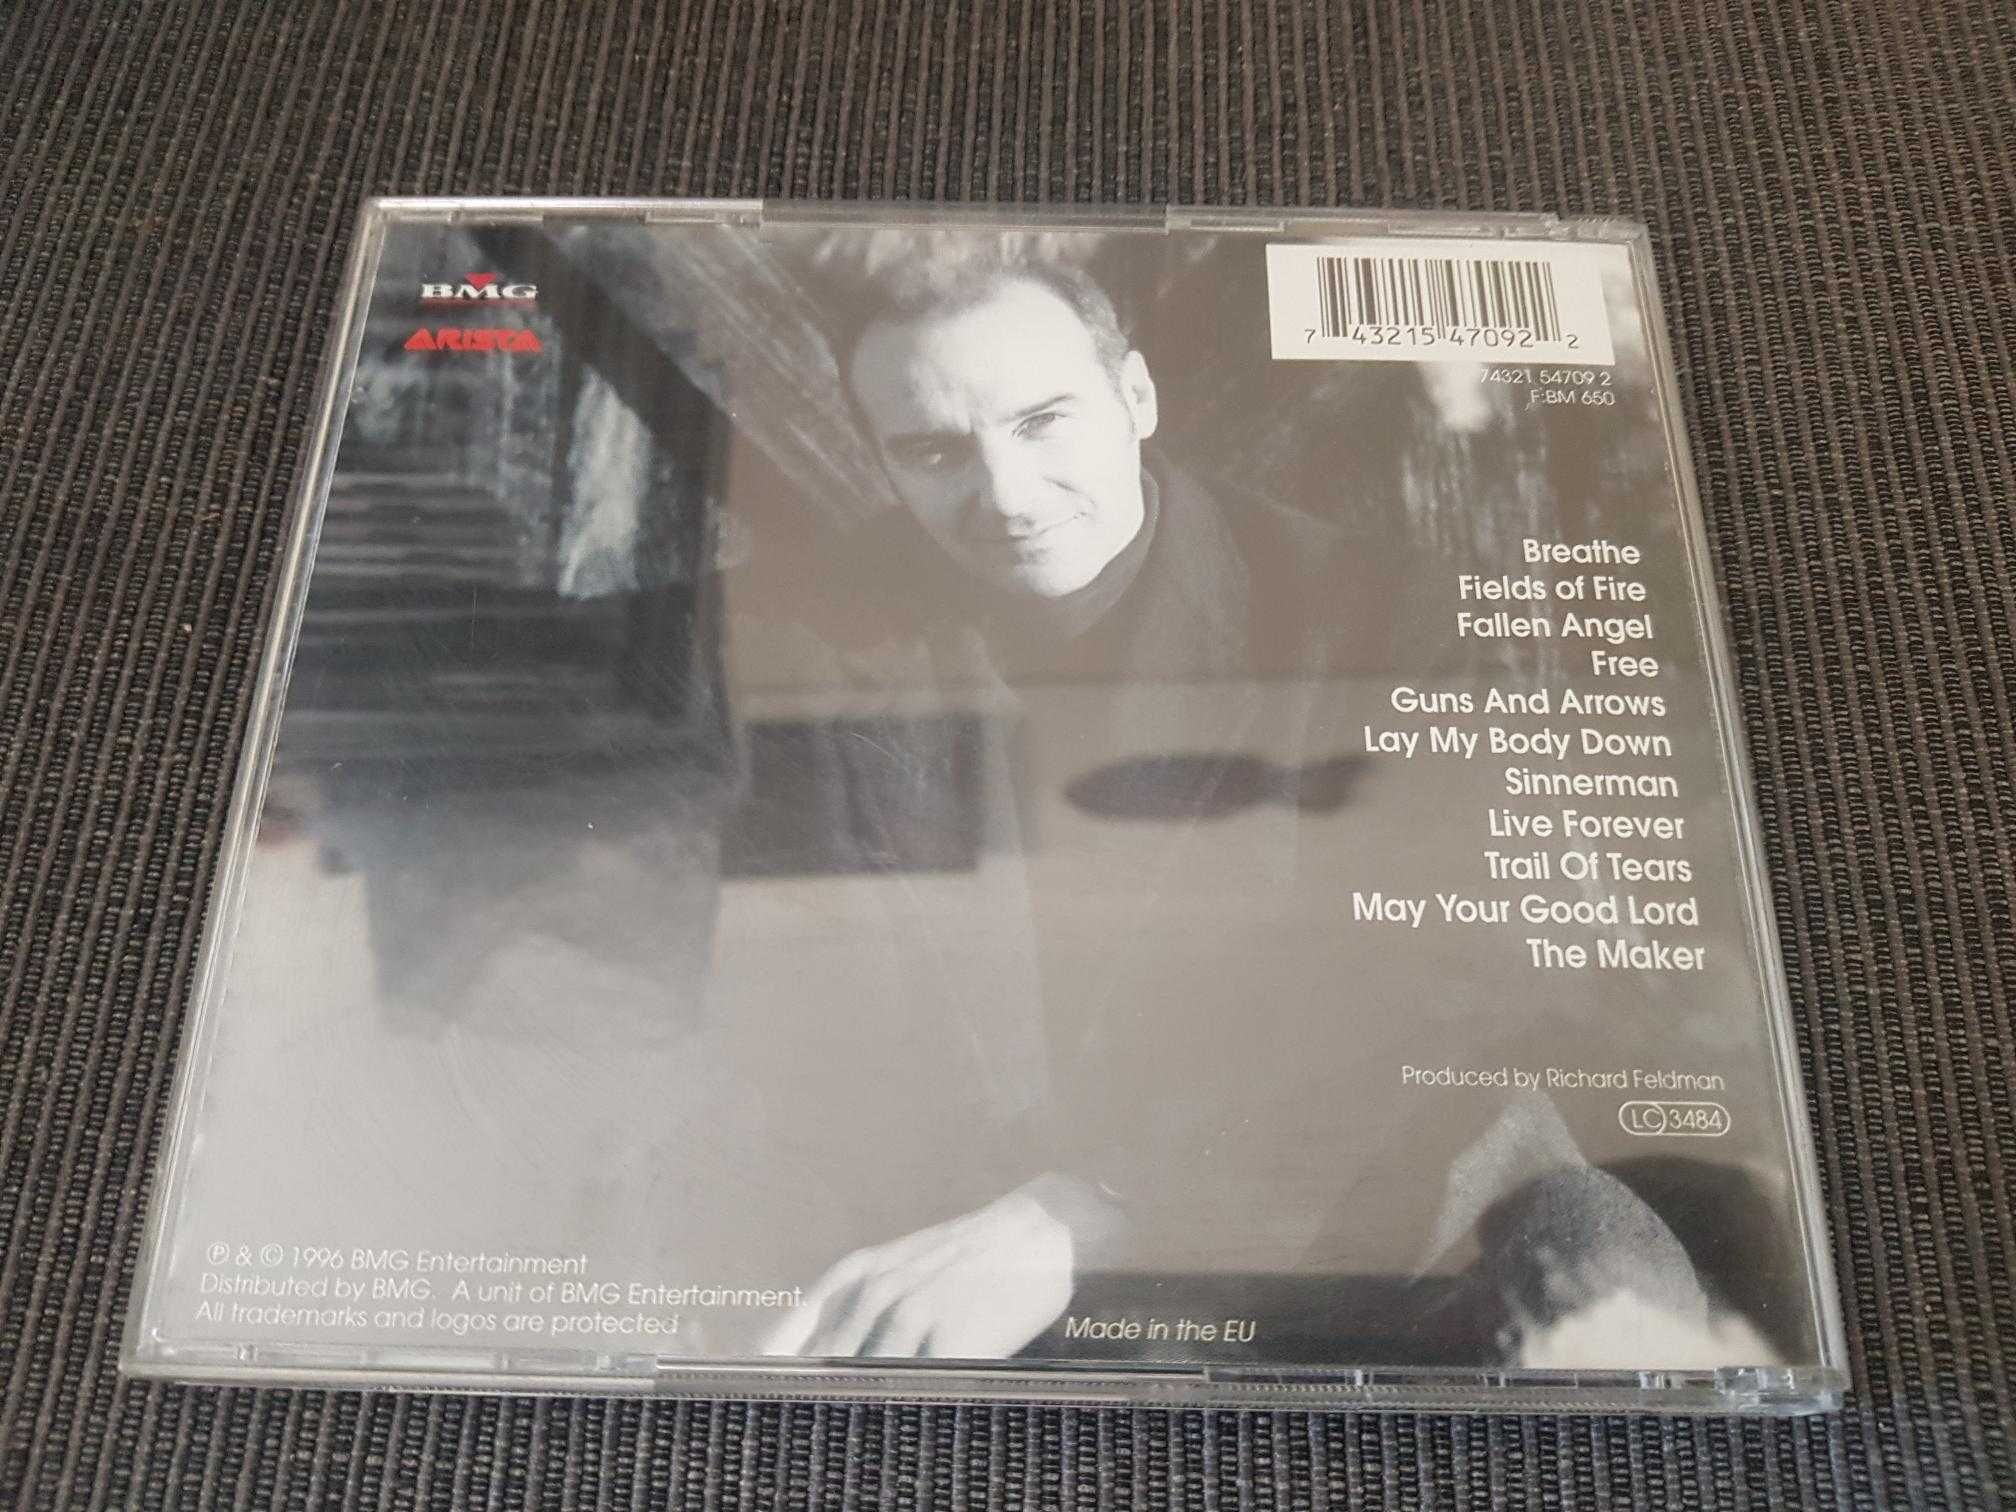 BMG
ARISTA
7 43215 47092 2
74321 54709 2
F:BM 650
Breathe
Fields of Fire
Fallen Angel
Free
Guns And Arrows
Lay My Body Down
Sinnerman
Live Forever
Trail Of Tears
May Your Good Lord
The Maker
Produced by Richard Feldman
LC 3484
℗ & © 1996 BMG Entertainment
Distributed by BMG. A unit of BMG Entertainment.
All trademarks and logos are protected
Made in the EU